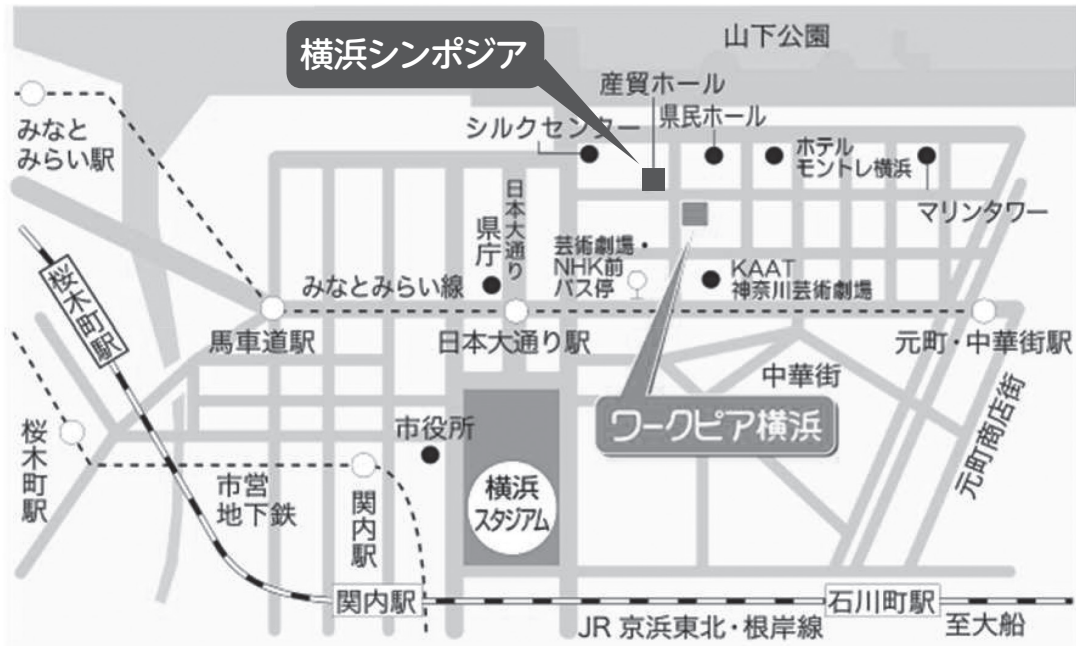 山下公園
横浜シンポジア
産貿ホール
県民ホール
シルクセンター
ホテル
モントレ横浜
マリンタワー
みなと
みらい駅
日本大通り
県庁
芸術劇場・
NHK前
バス停
KAAT
神奈川芸術劇場
みなとみらい線
桜木町駅
馬車道駅
日本大通り駅
元町・中華街駅
中華街
ワークピア横浜
元町商店街
市役所
桜木町駅
市営
地下鉄
関内駅
横浜
スタジアム
関内駅
石川町駅
JR 京浜東北・根岸線
至大船